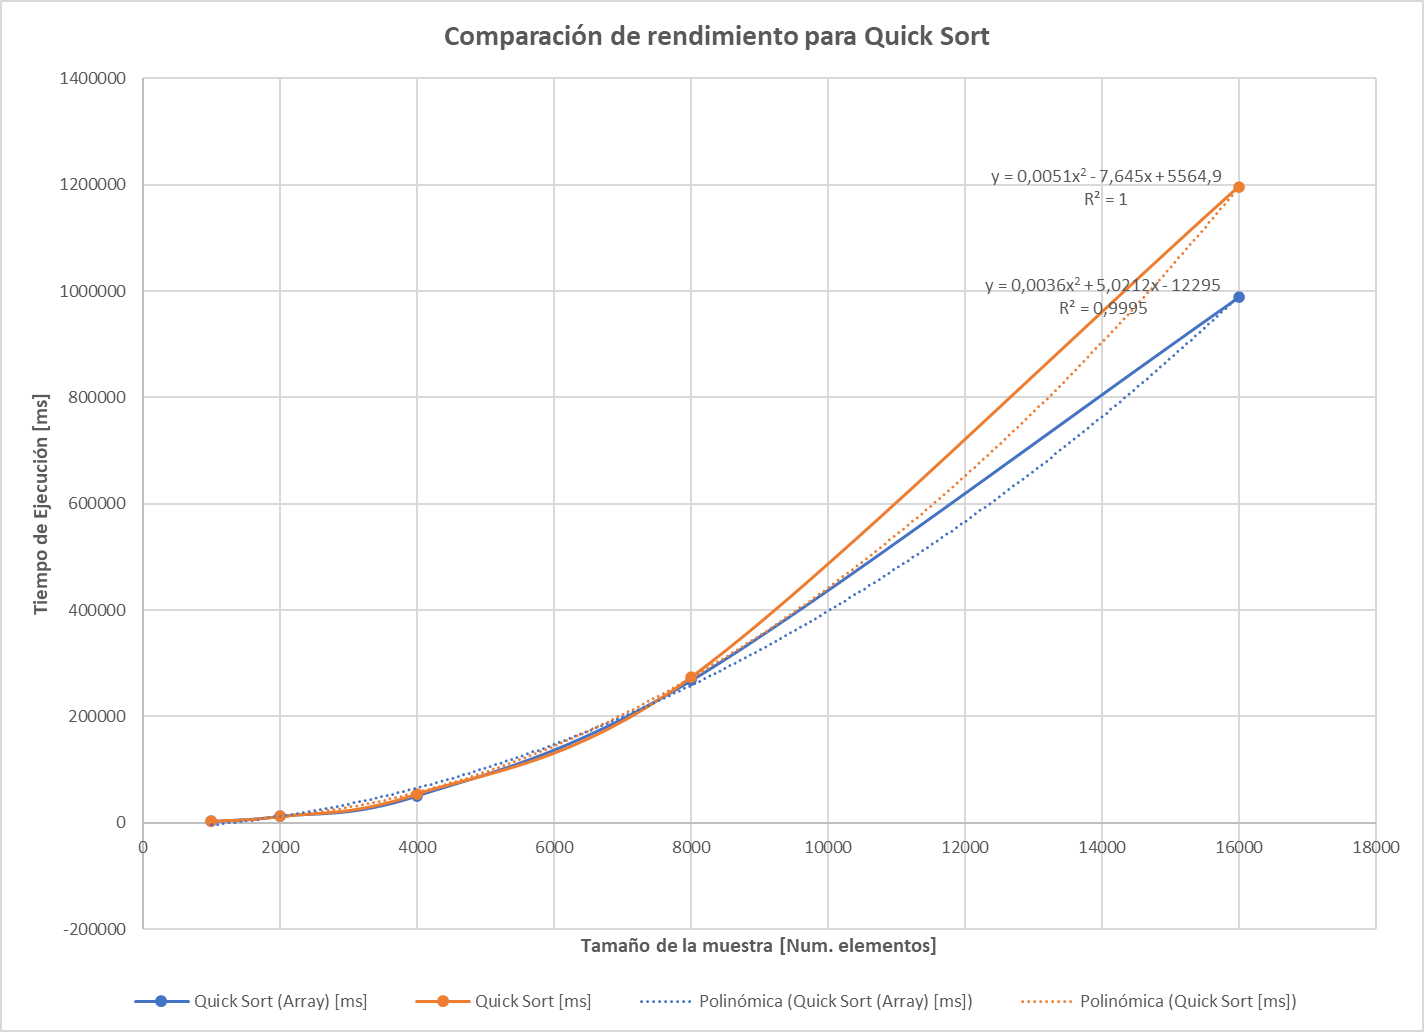 Comparación de rendimiento para Quick Sort
1400000
1200000
1000000
800000
600000
400000
200000
0
-200000
Tiempo de Ejecución [ms]
y = 0,0051x² - 7,645x + 5564,9
R² = 1
y = 0,0036x² + 5,0212x - 12295
R² = 0,9995
0 2000 4000 6000 8000 10000 12000 14000 16000 18000
Tamaño de la muestra [Num. elementos]
Quick Sort (Array) [ms] Quick Sort [ms] Polinómica (Quick Sort (Array) [ms]) Polinómica (Quick Sort [ms])